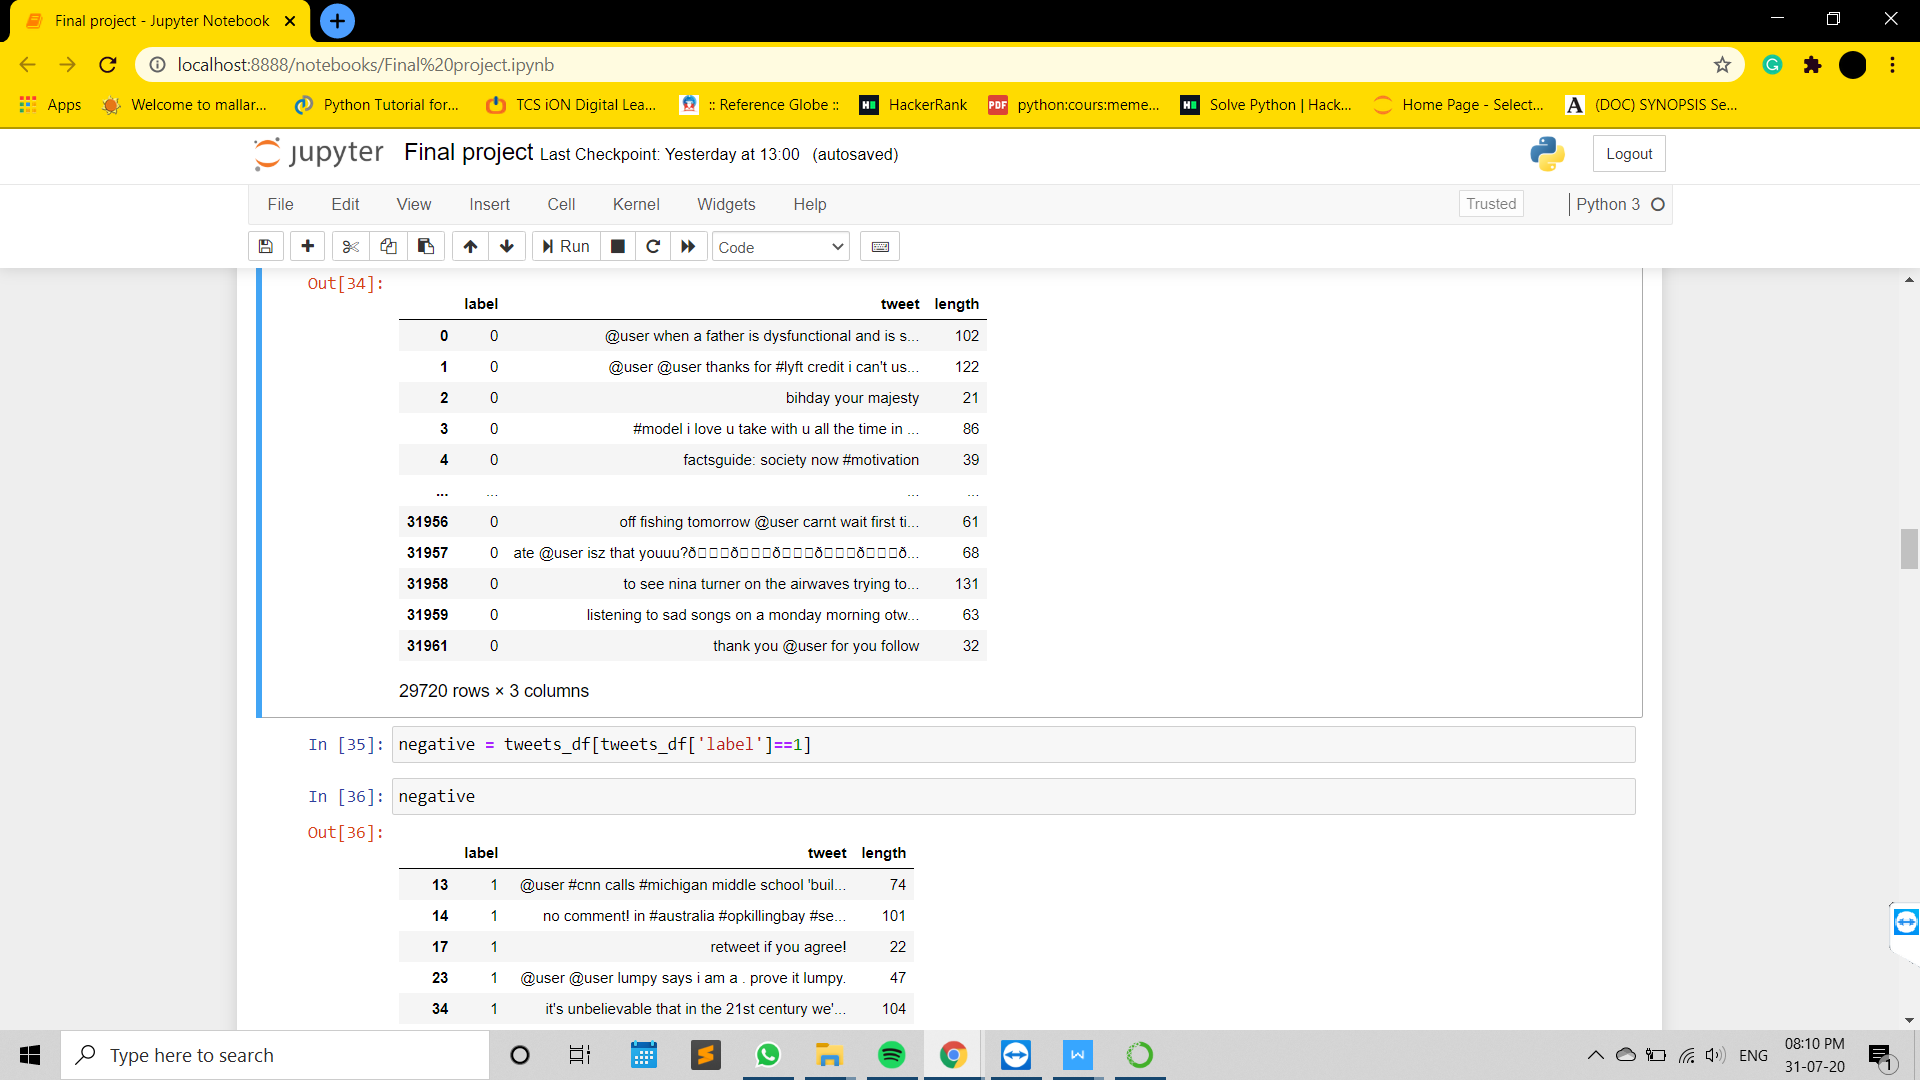 Final project - Jupyter Notebook
localhost:8888/notebooks/Final%20project.ipynb
Apps Welcome to mallar... Python Tutorial for... TCS iON Digital Lea... :: Reference Globe :: HackerRank python:cours:meme... Solve Python | Hack... Home Page - Select... (DOC) SYNOPSIS Se...
jupyter Final project Last Checkpoint: Yesterday at 13:00 (autosaved) Logout
File Edit View Insert Cell Kernel Widgets Help Trusted Python 3
Run Code
Out[34]:
label tweet length
0 0 @user when a father is dysfunctional and is s... 102
1 0 @user @user thanks for #lyft credit i can't us... 122
2 0 bihday your majesty 21
3 0 #model i love u take with u all the time in ... 86
4 0 factsguide: society now #motivation 39
... ... ... ...
31956 0 off fishing tomorrow @user carnt wait first ti... 61
31957 0 ate @user isz that youuu?ð□□□ð□□□ð□□□ð□□□ð□□□ð... 68
31958 0 to see nina turner on the airwaves trying to... 131
31959 0 listening to sad songs on a monday morning otw... 63
31961 0 thank you @user for you follow 32
29720 rows × 3 columns
In [35]: negative = tweets_df[tweets_df['label']==1]
In [36]: negative
Out[36]:
label tweet length
13 1 @user #cnn calls #michigan middle school 'buil... 74
14 1 no comment! in #australia #opkillingbay #se... 101
17 1 retweet if you agree! 22
23 1 @user @user lumpy says i am a . prove it lumpy. 47
34 1 it's unbelievable that in the 21st century we'... 104
Type here to search ENG 08:10 PM
31-07-20 1